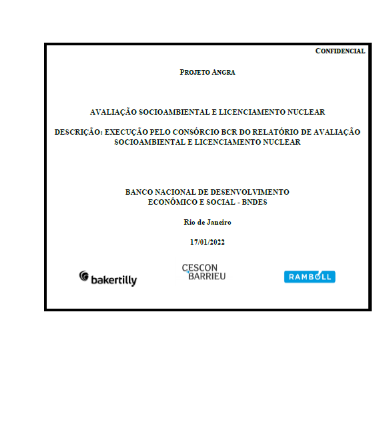 CONFIDENCIAL
PROJETO ANGRA
AVALIAÇÃO SOCIOAMBIENTAL E LICENCIAMENTO NUCLEAR
DESCRIÇÃO: EXECUÇÃO PELO CONSÓRCIO BCR DO RELATÓRIO DE AVALIAÇÃO
SOCIOAMBIENTAL E LICENCIAMENTO NUCLEAR
BANCO NACIONAL DE DESENVOLVIMENTO
ECONÔMICO E SOCIAL - BNDES
Rio de Janeiro
17/01/2022
bakertilly
CESCON
BARRIEU
RAMBOLL